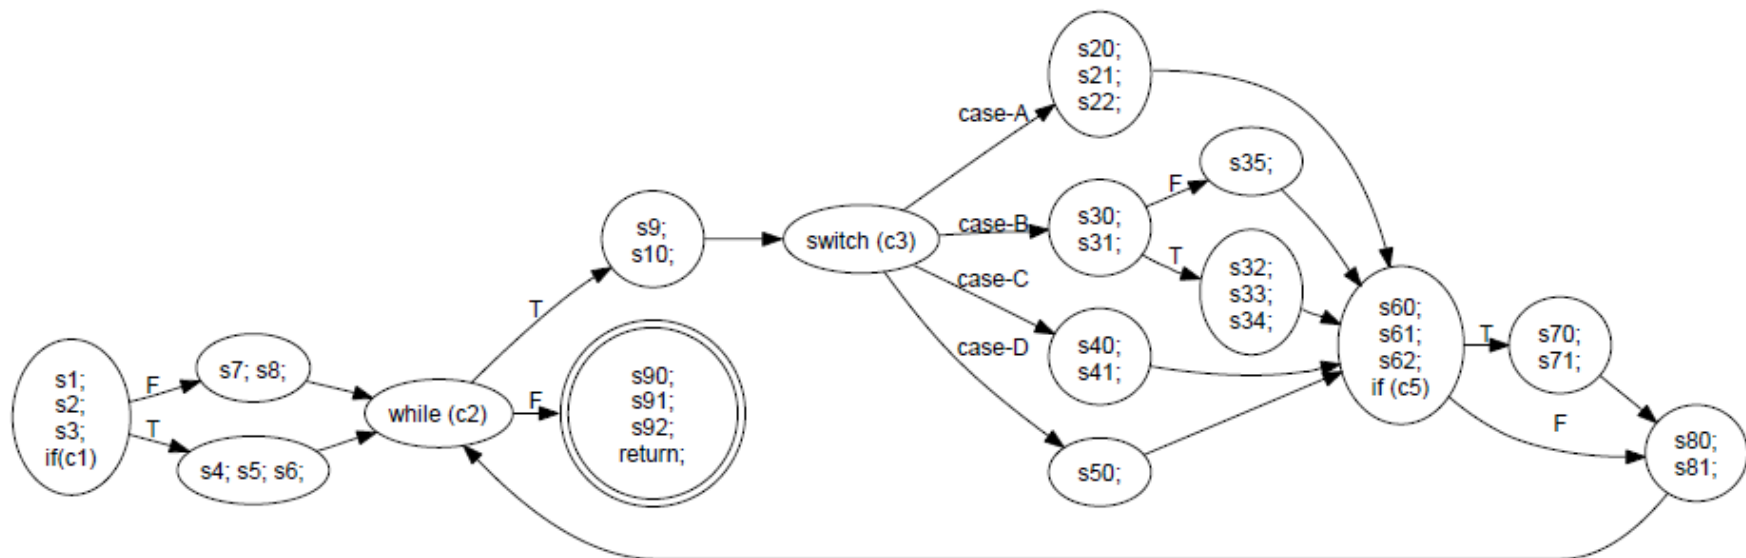 s1;
s2;
s3;
if(c1)
F
T
s7; s8;
s4; s5; s6;
while (c2)
T
F
s9;
s10;
s90;
s91;
s92;
return;
switch (c3)
case-A
case-B
case-C
case-D
s20;
s21;
s22;
s30;
s31;
F
T
s35;
s32;
s33;
s34;
s40;
s41;
s50;
s60;
s61;
s62;
if (c5)
T
F
s70;
s71;
s80;
s81;